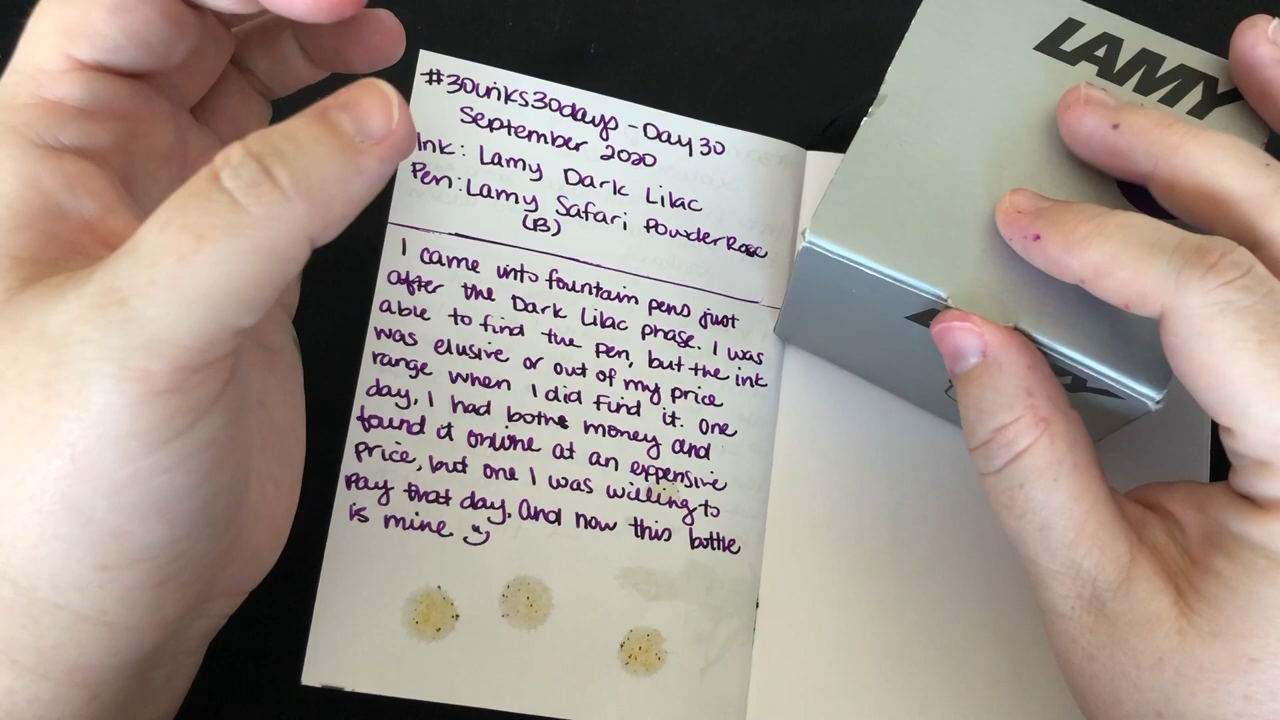 #30inks30days - Day 30
September 2020
Ink: Lamy Dark Lilac
Pen: Lamy Safari Powder Rose
(B)
I came into fountain pens just
after the Dark Lilac phase. I was
able to find the pen, but the ink
was elusive or out of my price
range when I did find it. One
day, I had both money and
found it online at an expensive
price, but one I was willing to
pay that day. And now this bottle
is mine
LAMY